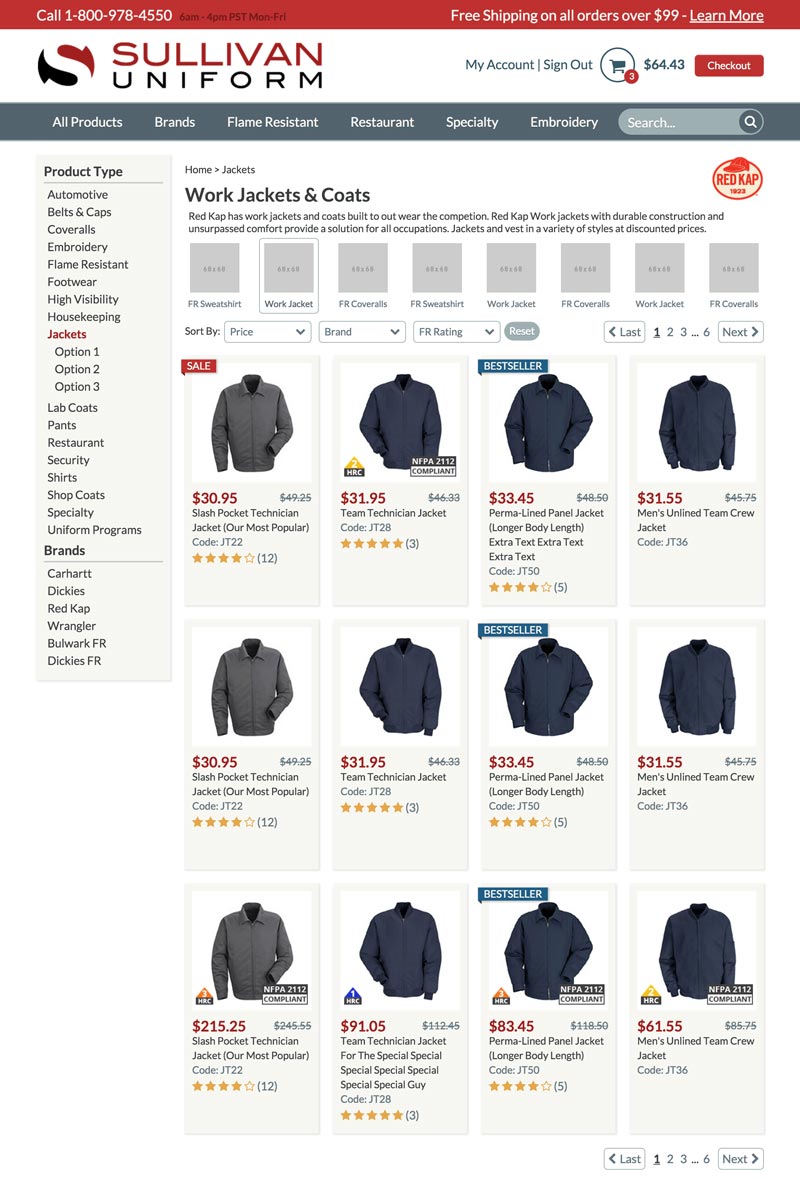 Call 1-800-978-4550 6am - 4pm PST Mon-Fri
Free Shipping on all orders over $99 - Learn More
SULLIVAN
UNIFORM
My Account | Sign Out
3
$64.43
Checkout
All Products Brands Flame Resistant Restaurant Specialty Embroidery
Search...
Product Type
Automotive
Belts & Caps
Coveralls
Embroidery
Flame Resistant
Footwear
High Visibility
Housekeeping
Jackets
Option 1
Option 2
Option 3
Lab Coats
Pants
Restaurant
Security
Shirts
Shop Coats
Specialty
Uniform Programs
Brands
Carhartt
Dickies
Red Kap
Wrangler
Bulwark FR
Dickies FR
Home > Jackets
Work Jackets & Coats
RED KAP
1923
Red Kap has work jackets and coats built to out wear the competion. Red Kap Work jackets with durable construction and
unsurpassed comfort provide a solution for all occupations. Jackets and vest in a variety of styles at discounted prices.
68x68 68x68 68x68 68x68 68x68 68x68 68x68 68x68
FR Sweatshirt Work Jacket FR Coveralls FR Sweatshirt Work Jacket FR Coveralls Work Jacket FR Coveralls
Sort By: Price Brand FR Rating Reset
Last 1 2 3 ... 6 Next
SALE
$30.95 $49.25
Slash Pocket Technician
Jacket (Our Most Popular)
Code: JT22
(12)
2
HRC
NFPA 2112
COMPLIANT
$31.95 $46.33
Team Technician Jacket
Code: JT28
(3)
BESTSELLER
$33.45 $48.50
Perma-Lined Panel Jacket
(Longer Body Length)
Extra Text Extra Text
Extra Text
Code: JT50
(5)
$31.55 $45.75
Men's Unlined Team Crew
Jacket
Code: JT36
$30.95 $49.25
Slash Pocket Technician
Jacket (Our Most Popular)
Code: JT22
(12)
$31.95 $46.33
Team Technician Jacket
Code: JT28
(3)
BESTSELLER
$33.45 $48.50
Perma-Lined Panel Jacket
(Longer Body Length)
Code: JT50
(5)
$31.55 $45.75
Men's Unlined Team Crew
Jacket
Code: JT36
3
HRC
NFPA 2112
COMPLIANT
$215.25 $245.55
Slash Pocket Technician
Jacket (Our Most Popular)
Code: JT22
(12)
1
HRC
$91.05 $112.45
Team Technician Jacket
For The Special Special
Special Special Special
Special Special Guy
Code: JT28
(3)
BESTSELLER
3
HRC
NFPA 2112
COMPLIANT
$83.45 $118.50
Perma-Lined Panel Jacket
(Longer Body Length)
Code: JT50
(5)
2
HRC
NFPA 2112
COMPLIANT
$61.55 $85.75
Men's Unlined Team Crew
Jacket
Code: JT36
Last 1 2 3 ... 6 Next